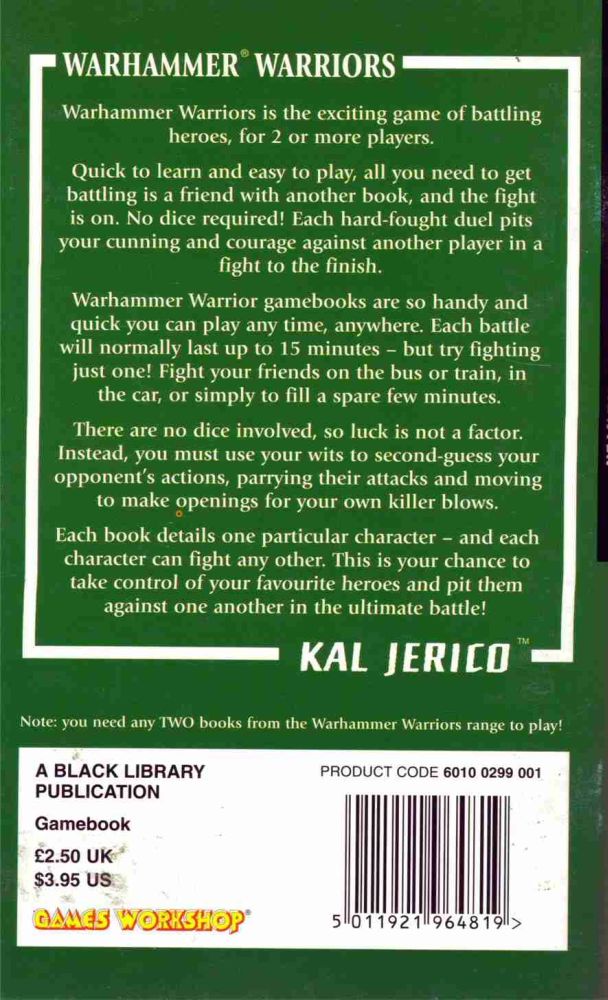 WARHAMMER® WARRIORS
Warhammer Warriors is the exciting game of battling
heroes, for 2 or more players.
Quick to learn and easy to play, all you need to get
battling is a friend with another book, and the fight
is on. No dice required! Each hard-fought duel pits
your cunning and courage against another player in a
fight to the finish.
Warhammer Warrior gamebooks are so handy and
quick you can play any time, anywhere. Each battle
will normally last up to 15 minutes – but try fighting
just one! Fight your friends on the bus or train, in
the car, or simply to fill a spare few minutes.
There are no dice involved, so luck is not a factor.
Instead, you must use your wits to second-guess your
opponent's actions, parrying their attacks and moving
to make openings for your own killer blows.
Each book details one particular character – and each
character can fight any other. This is your chance to
take control of your favourite heroes and pit them
against one another in the ultimate battle!
KAL JERICO™
Note: you need any TWO books from the Warhammer Warriors range to play!
A BLACK LIBRARY
PUBLICATION
Gamebook
£2.50 UK
$3.95 US
GAMES WORKSHOP®
PRODUCT CODE 6010 0299 001
5 011921 964819 >